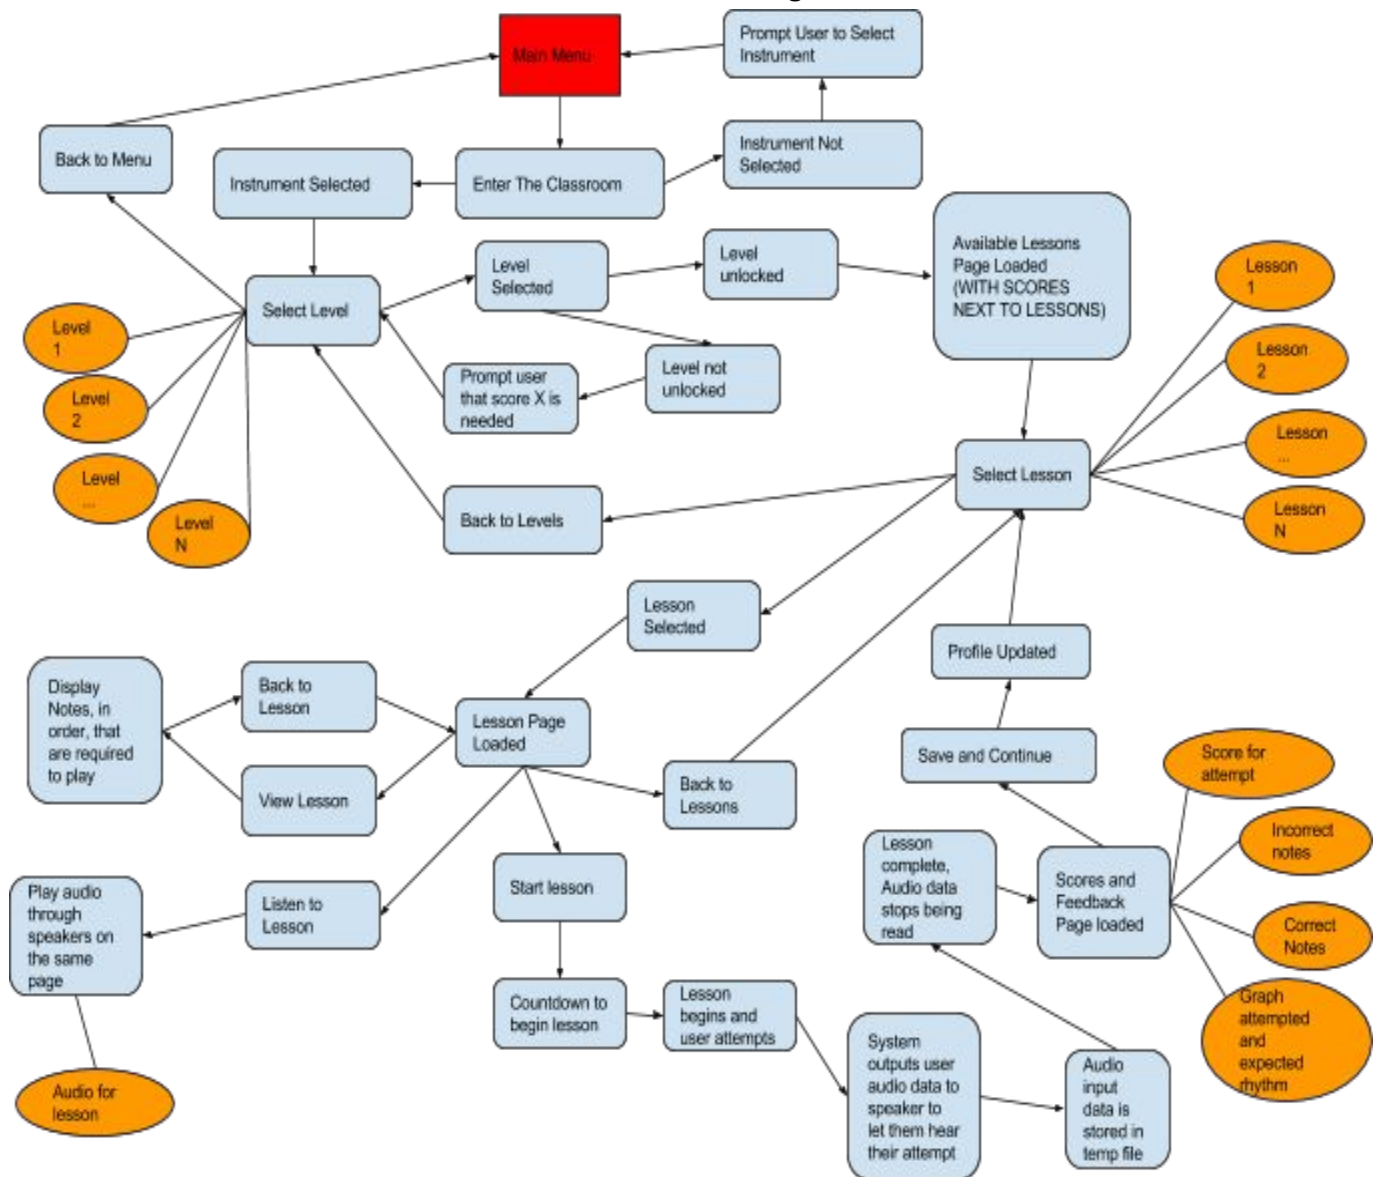 Main Menu
Prompt User to Select
Instrument
Back to Menu
Instrument Selected
Enter The Classroom
Instrument Not
Selected
Level
Selected
Level
unlocked
Available Lessons
Page Loaded
(WITH SCORES
NEXT TO LESSONS)
Lesson
1
Select Level
Level
1
Lesson
2
Level
2
Prompt user
that score X is
needed
Level not
unlocked
Lesson
...
Level
...
Select Lesson
Level
N
Back to Levels
Lesson
N
Lesson
Selected
Profile Updated
Display
Notes, in
order, that
are required
to play
Back to
Lesson
Lesson Page
Loaded
Save and Continue
Score for
attempt
View Lesson
Back to
Lessons
Incorrect
notes
Lesson
complete,
Audio data
stops being
read
Scores and
Feedback
Page loaded
Start lesson
Play audio
through
speakers on
the same
page
Listen to
Lesson
Correct
Notes
Countdown to
begin lesson
Lesson
begins and
user attempts
Graph
attempted
and
expected
rhythm
System
outputs user
audio data to
speaker to
let them hear
their attempt
Audio
input
data is
stored in
temp file
Audio for
lesson